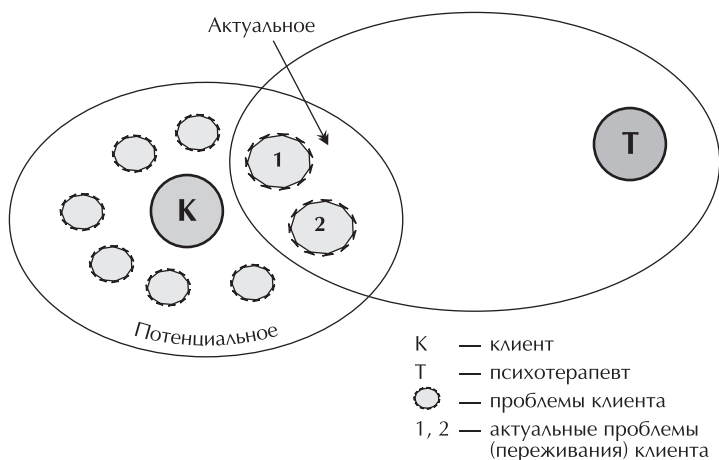 Актуальное
1
К
2
Т
Потенциальное
К — клиент
Т — психотерапевт
— проблемы клиента
1, 2 — актуальные проблемы
(переживания) клиента